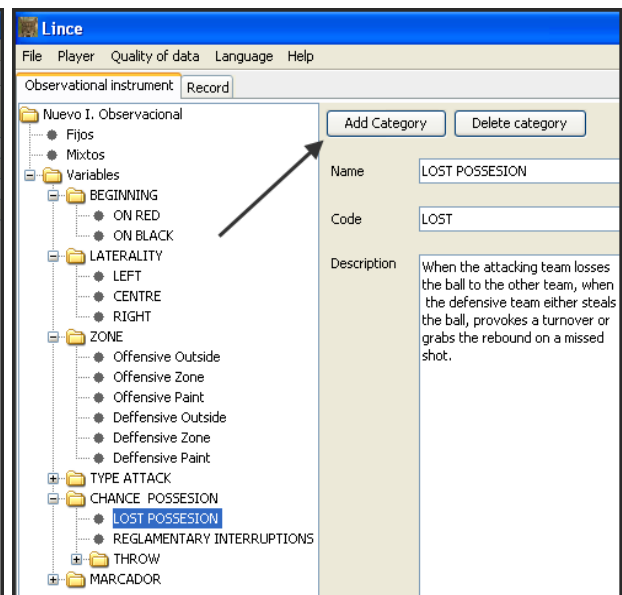 Lince
File Player Quality of data Language Help
Observational instrument Record
Nuevo I. Observacional
Fijos
Mixtos
Variables
BEGINNING
ON RED
ON BLACK
LATERALITY
LEFT
CENTRE
RIGHT
ZONE
Offensive Outside
Offensive Zone
Offensive Paint
Deffensive Outside
Deffensive Zone
Deffensive Paint
TYPE ATTACK
CHANCE POSSESION
LOST POSSESION
REGLAMENTARY INTERRUPTIONS
THROW
MARCADOR
Add Category Delete category
Name LOST POSSESION
Code LOST
Description
When the attacking team losses
the ball to the other team, when
the defensive team either steals
the ball, provokes a turnover or
grabs the rebound on a missed
shot.